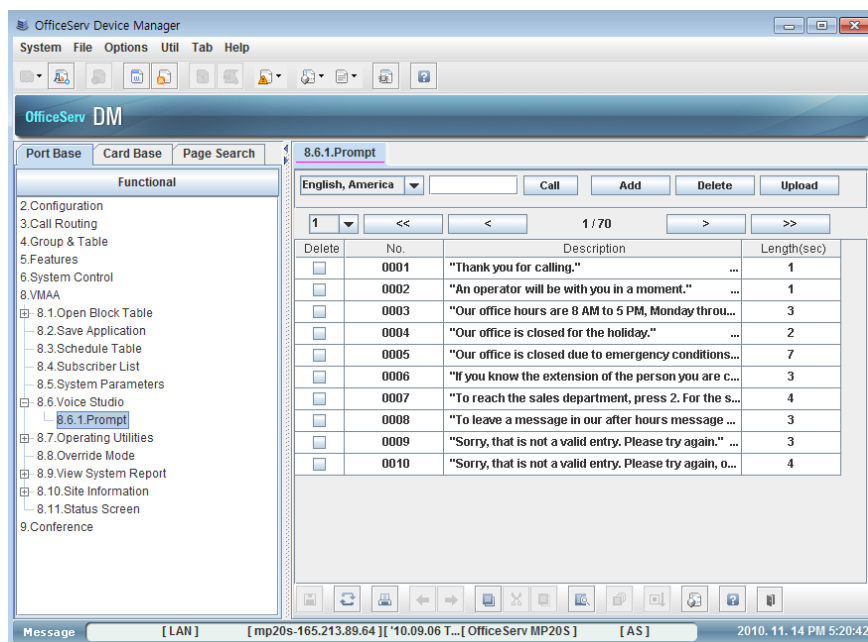 OfficeServ Device Manager
System File Options Util Tab Help
OfficeServ DM
Port Base Card Base Page Search
Functional
2.Configuration
3.Call Routing
4.Group & Table
5.Features
6.System Control
8.VMAA
8.1.Open Block Table
8.2.Save Application
8.3.Schedule Table
8.4.Subscriber List
8.5.System Parameters
8.6.Voice Studio
8.6.1.Prompt
8.7.Operating Utilities
8.8.Override Mode
8.9.View System Report
8.10.Site Information
8.11.Status Screen
9.Conference
8.6.1.Prompt
English, America Call Add Delete Upload
1 << < 1 / 70 > >>
Delete No. Description Length(sec)
0001 "Thank you for calling." ... 1
0002 "An operator will be with you in a moment." ... 1
0003 "Our office hours are 8 AM to 5 PM, Monday throu... 3
0004 "Our office is closed for the holiday." ... 2
0005 "Our office is closed due to emergency conditions... 7
0006 "If you know the extension of the person you are c... 3
0007 "To reach the sales department, press 2. For the s... 4
0008 "To leave a message in our after hours message ... 3
0009 "Sorry, that is not a valid entry. Please try again." ... 3
0010 "Sorry, that is not a valid entry. Please try again, o... 4
Message [ LAN ] [ mp20s-165.213.89.64 ][ '10.09.06 T...[ OfficeServ MP20S ] [ AS ] 2010. 11. 14 PM 5:20:42